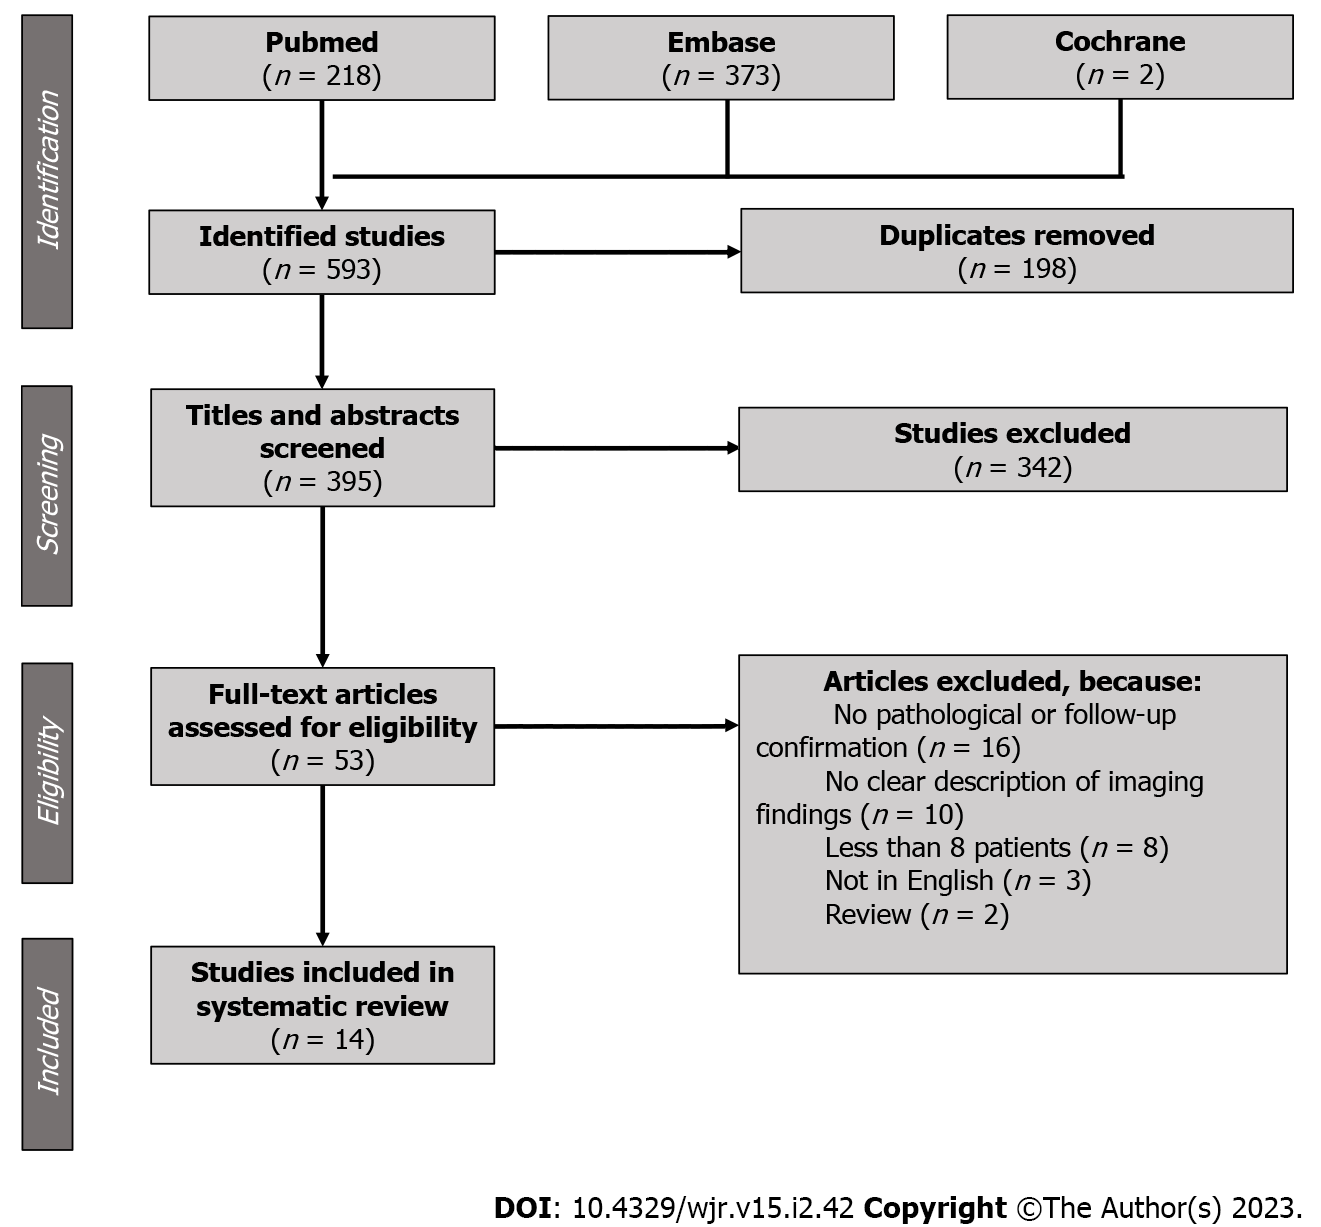 Identification
Pubmed
(n = 218)
Embase
(n = 373)
Cochrane
(n = 2)
Identified studies
(n = 593)
Duplicates removed
(n = 198)
Screening
Titles and abstracts
screened
(n = 395)
Studies excluded
(n = 342)
Eligibility
Full-text articles
assessed for eligibility
(n = 53)
Articles excluded, because:
No pathological or follow-up
confirmation (n = 16)
No clear description of imaging
findings (n = 10)
Less than 8 patients (n = 8)
Not in English (n = 3)
Review (n = 2)
Included
Studies included in
systematic review
(n = 14)
DOI: 10.4329/wjr.v15.i2.42 Copyright ©The Author(s) 2023.